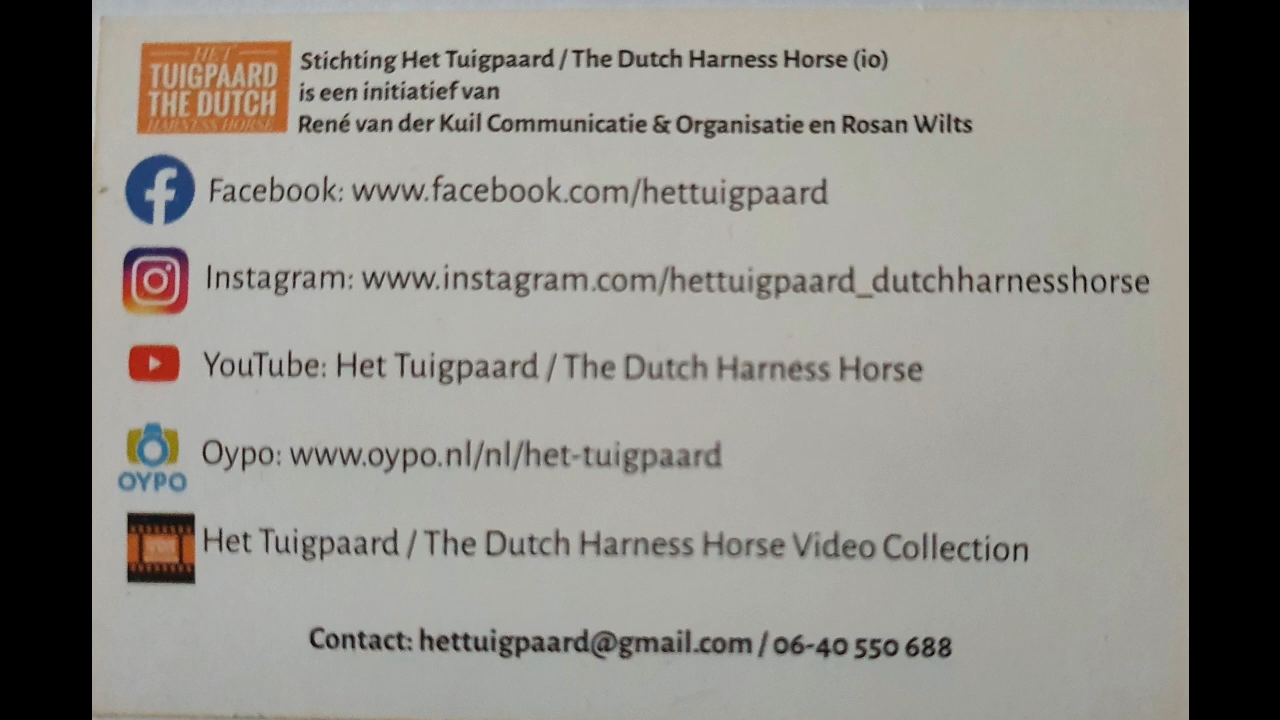 HET
TUIGPAARD
THE DUTCH
HARNESS HORSE
Stichting Het Tuigpaard / The Dutch Harness Horse (io)
is een initiatief van
René van der Kuil Communicatie & Organisatie en Rosan Wilts
Facebook: www.facebook.com/hettuigpaard
Instagram: www.instagram.com/hettuigpaard_dutchharnesshorse
YouTube: Het Tuigpaard / The Dutch Harness Horse
OYPO
Oypo: www.oypo.nl/nl/het-tuigpaard
Het Tuigpaard / The Dutch Harness Horse Video Collection
Contact: hettuigpaard@gmail.com / 06-40 550 688